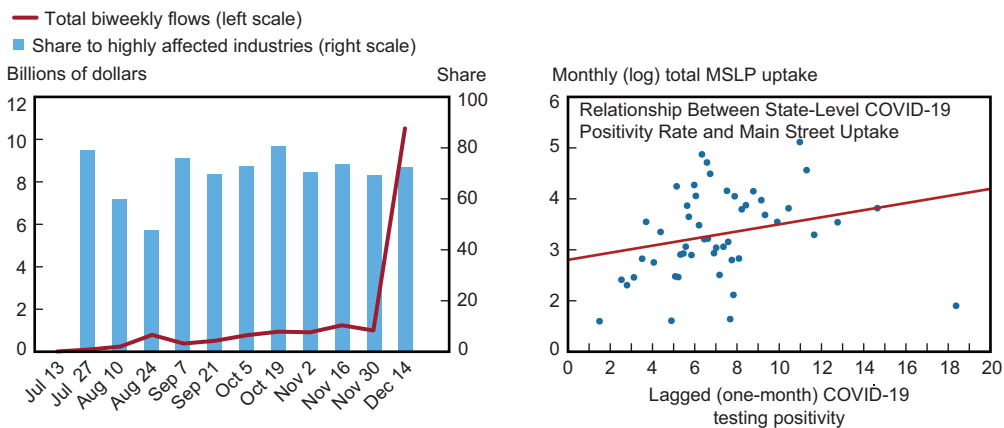 Total biweekly flows (left scale)
Share to highly affected industries (right scale)
Billions of dollars
Share
12
10
8
6
4
2
0
100
80
60
40
20
0
Jul 13
Jul 27
Aug 10
Aug 24
Sep 7
Sep 21
Oct 5
Oct 19
Nov 2
Nov 16
Nov 30
Dec 14
Monthly (log) total MSLP uptake
Relationship Between State-Level COVID-19
Positivity Rate and Main Street Uptake
6
5
4
3
2
1
0
0
2
4
6
8
10
12
14
16
18
20
Lagged (one-month) COVID-19
testing positivity